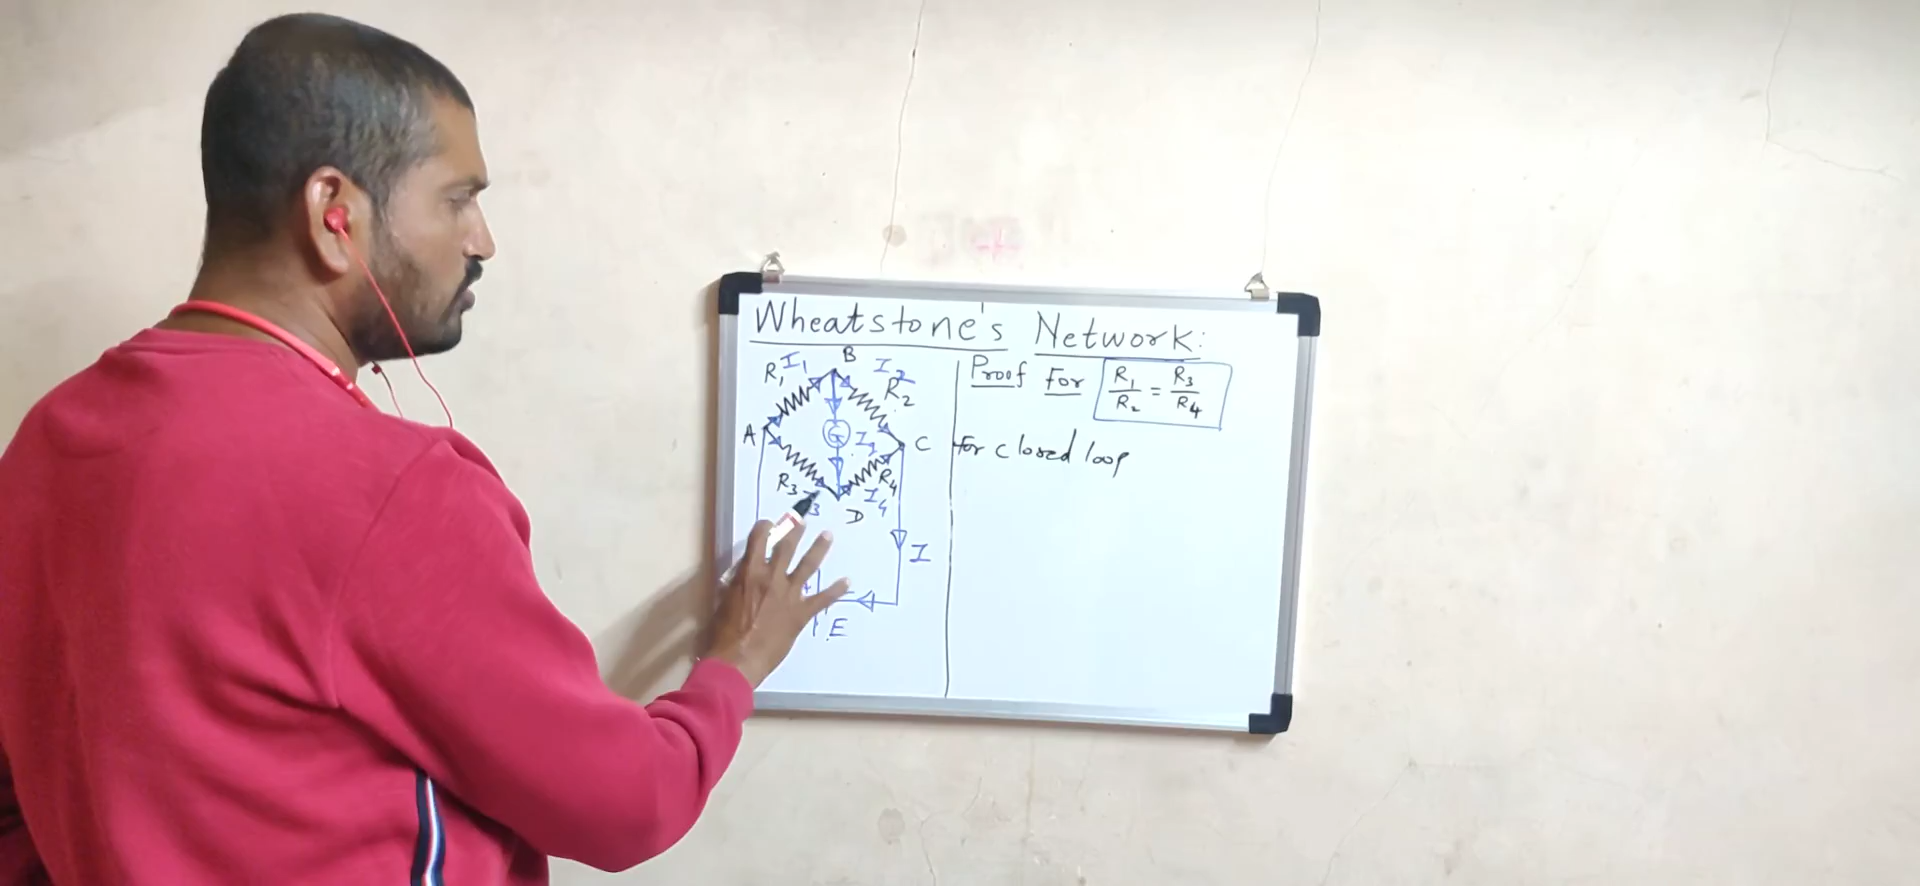 Wheatstone's Network:
B
R₁ I₁
I₂
R₂
A
G
I₉
C
R₃
I₃
R₄
I₄
D
I
+
E
Proof For R₁/R₂ = R₃/R₄
For closed loop